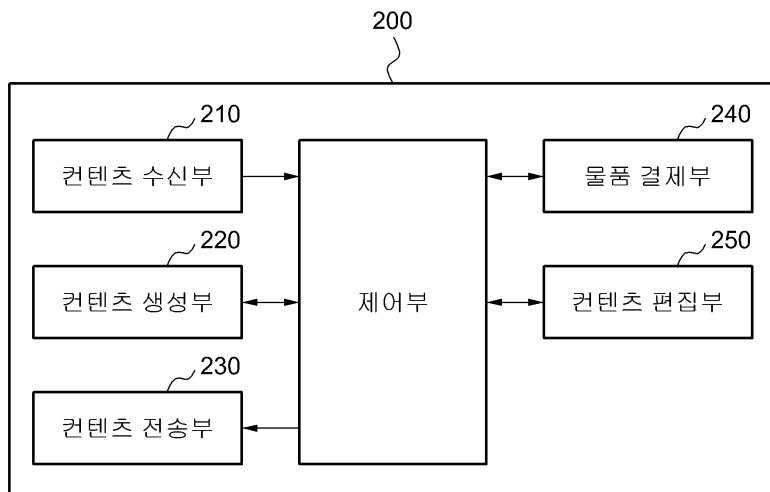 200
210
컨텐츠 수신부
220
컨텐츠 생성부
230
컨텐츠 전송부
제어부
240
물품 결제부
250
컨텐츠 편집부